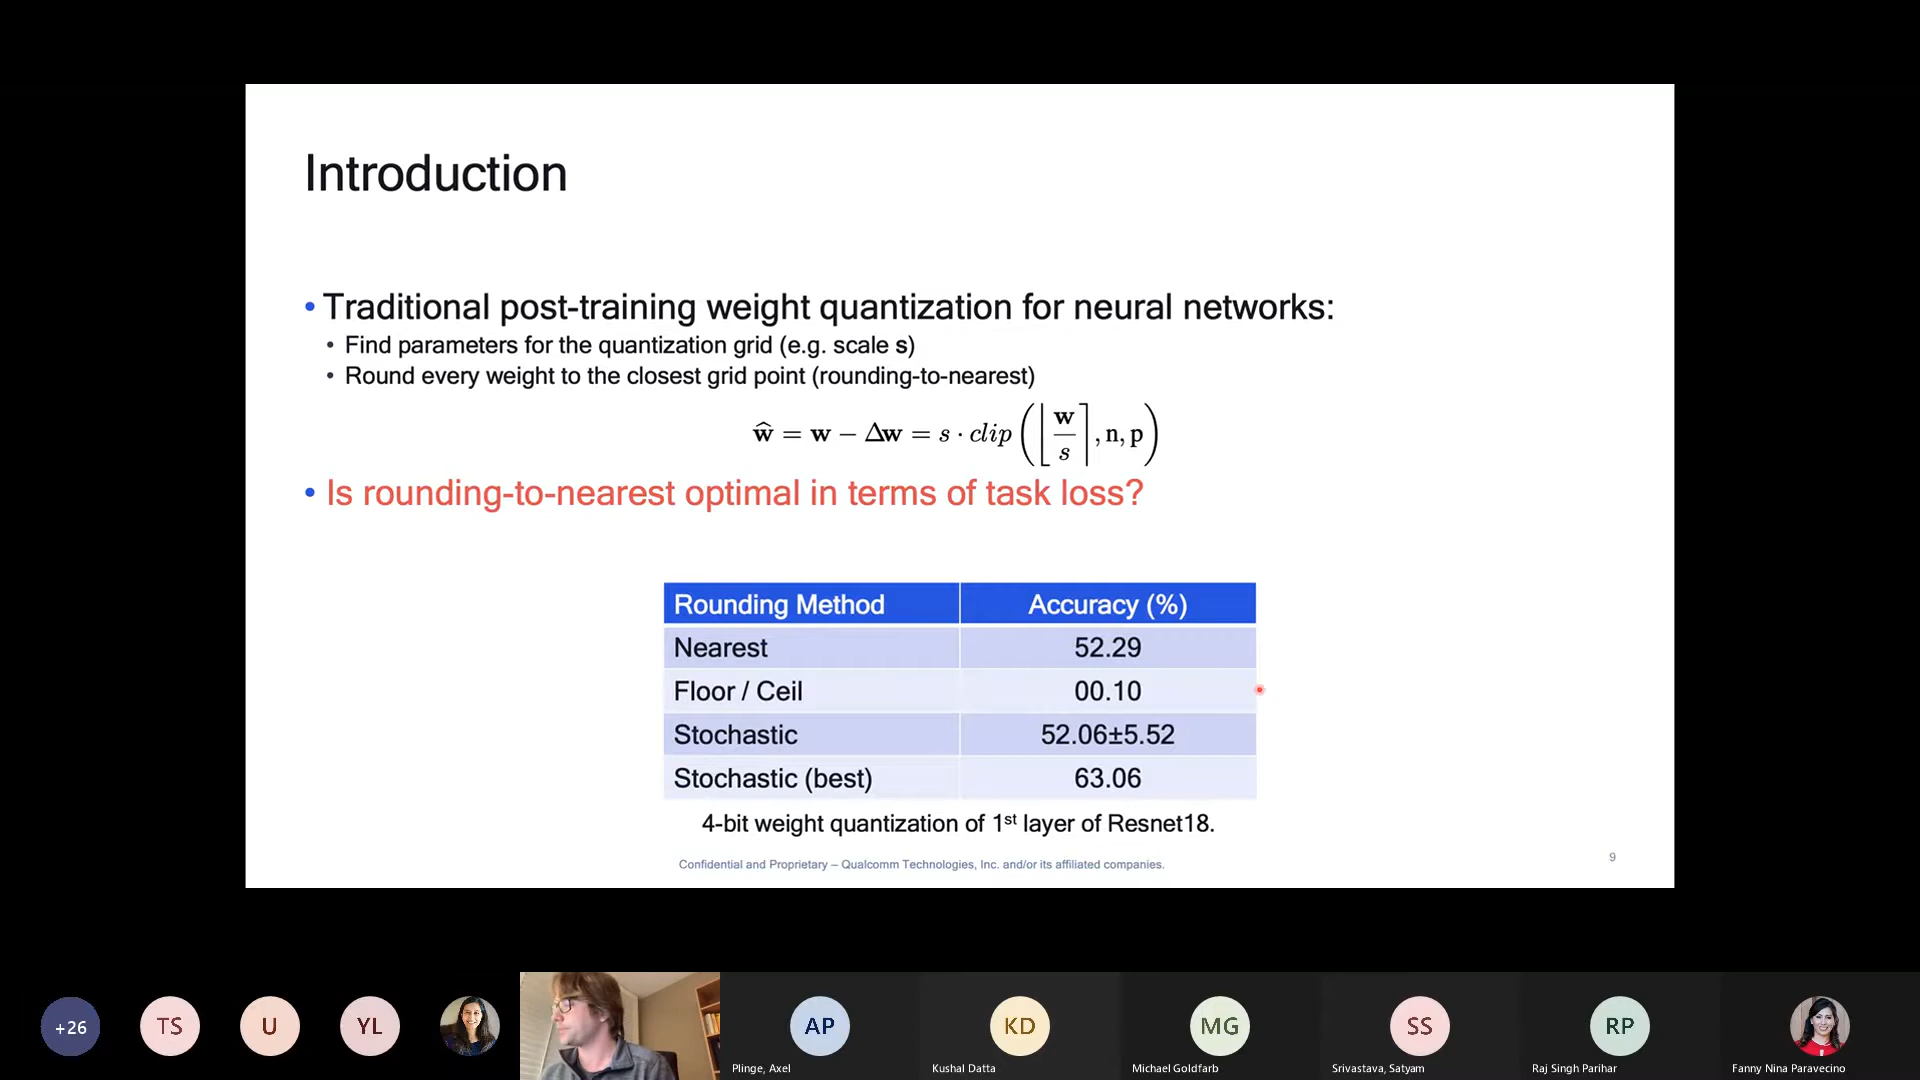 Introduction
• Traditional post-training weight quantization for neural networks:
• Find parameters for the quantization grid (e.g. scale s)
• Round every weight to the closest grid point (rounding-to-nearest)
ŵ = w − Δw = s · clip(⌊w/s⌉, n, p)
• Is rounding-to-nearest optimal in terms of task loss?
Rounding Method Accuracy (%)
Nearest 52.29
Floor / Ceil 00.10
Stochastic 52.06±5.52
Stochastic (best) 63.06
4-bit weight quantization of 1st layer of Resnet18.
Confidential and Proprietary – Qualcomm Technologies, Inc. and/or its affiliated companies.
9
+26
TS
U
YL
AP
KD
MG
SS
RP
Plinge, Axel
Kushal Datta
Michael Goldfarb
Srivastava, Satyam
Raj Singh Parihar
Fanny Nina Paravecino